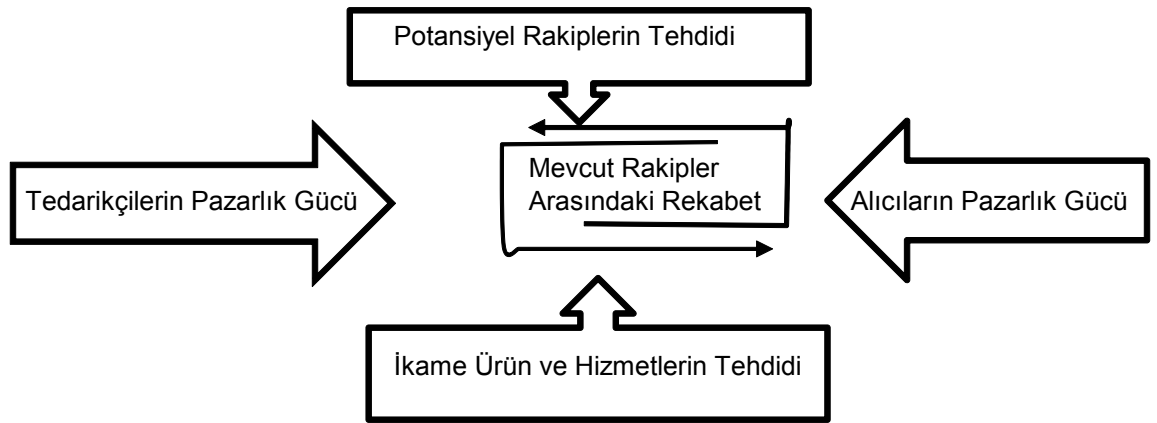 Potansiyel Rakiplerin Tehdidi
Tedarikçilerin Pazarlık Gücü
Mevcut Rakipler
Arasındaki Rekabet
Alıcıların Pazarlık Gücü
İkame Ürün ve Hizmetlerin Tehdidi